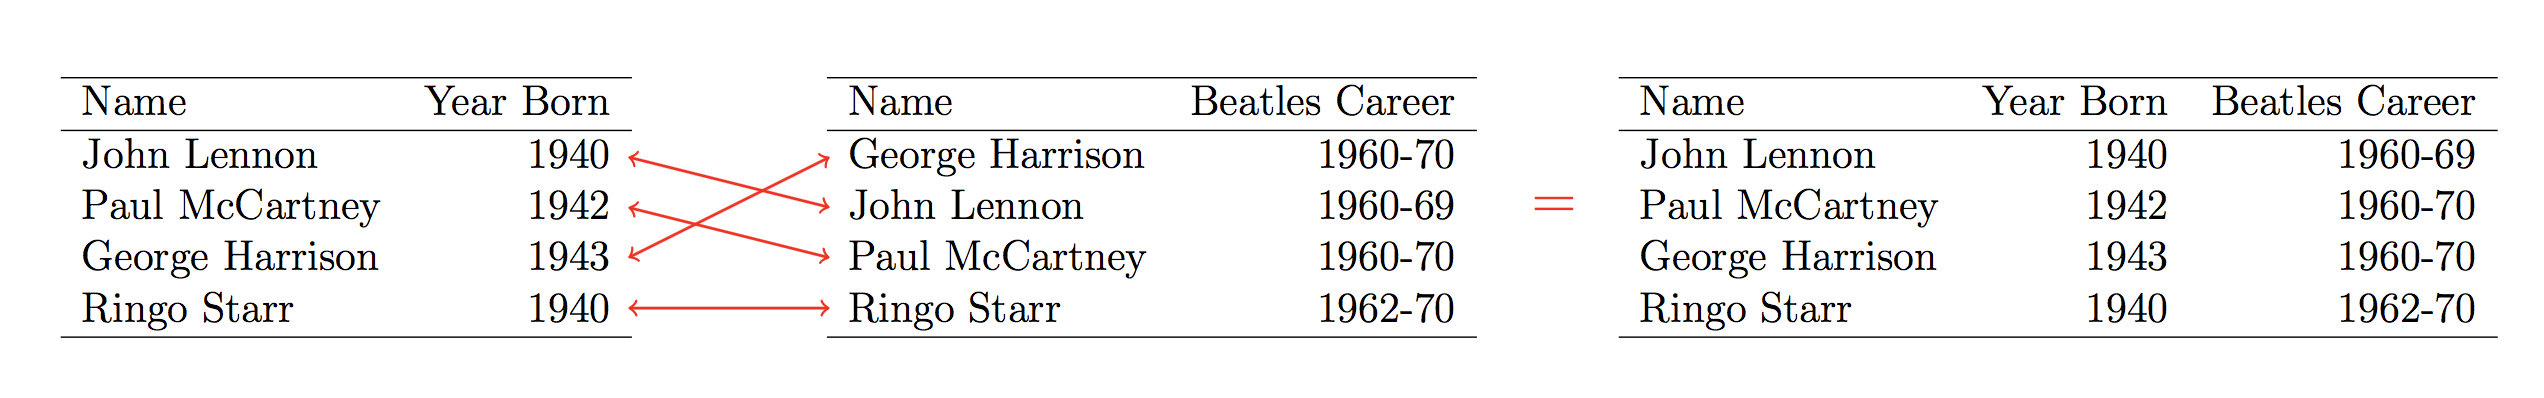 Name Year Born
John Lennon 1940
Paul McCartney 1942
George Harrison 1943
Ringo Starr 1940
Name Beatles Career
George Harrison 1960-70
John Lennon 1960-69
Paul McCartney 1960-70
Ringo Starr 1962-70
=
Name Year Born Beatles Career
John Lennon 1940 1960-69
Paul McCartney 1942 1960-70
George Harrison 1943 1960-70
Ringo Starr 1940 1962-70